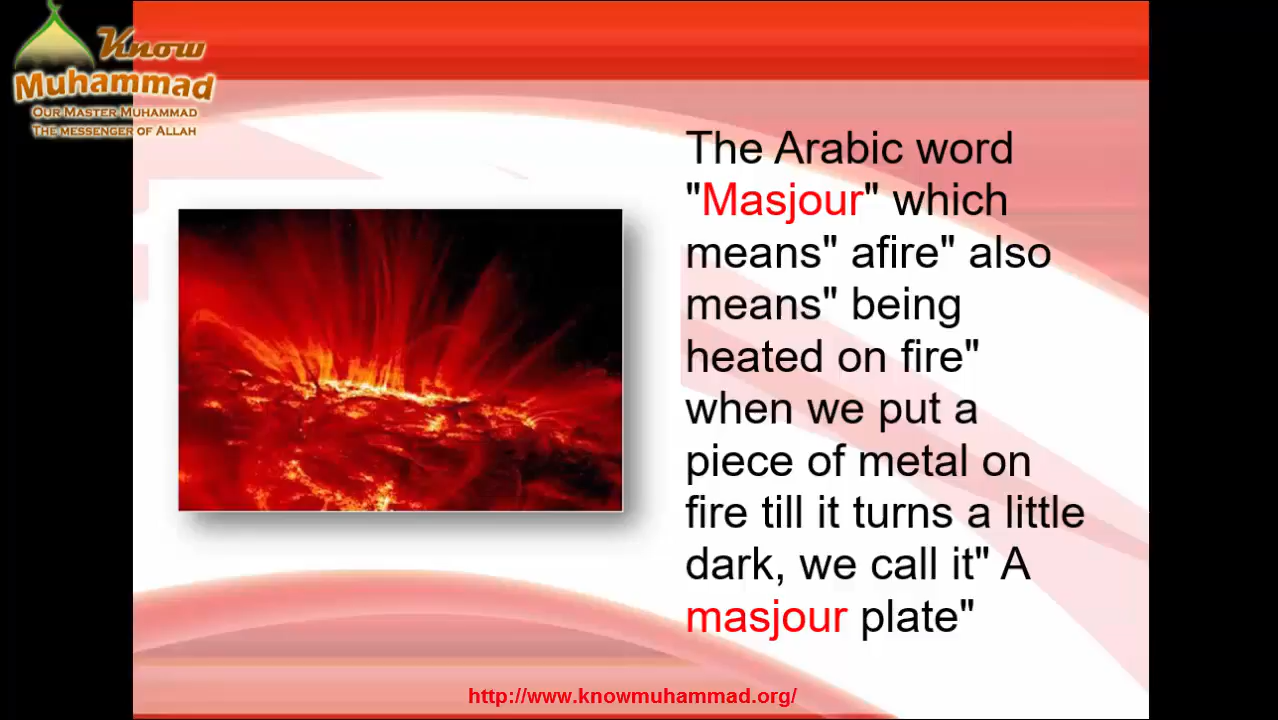 Know
Muhammad
OUR MASTER MUHAMMAD
THE MESSENGER OF ALLAH
The Arabic word
"Masjour" which
means" afire" also
means" being
heated on fire"
when we put a
piece of metal on
fire till it turns a little
dark, we call it" A
masjour plate"
http://www.knowmuhammad.org/